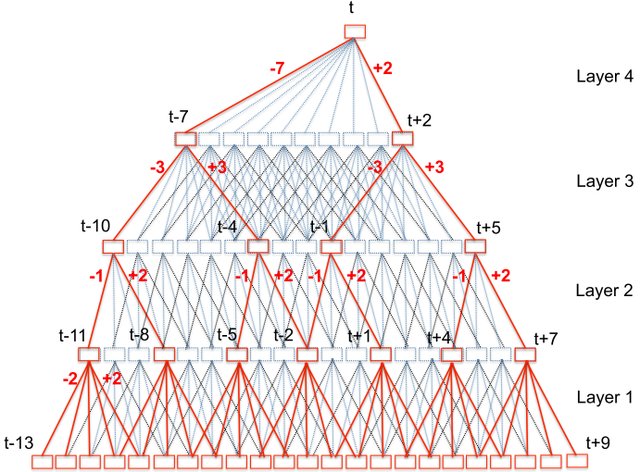 t
-7 +2
Layer 4
t-7 t+2
-3 +3 -3 +3
Layer 3
t-10 t-4 t-1 t+5
-1 +2 -1 +2 -1 +2 -1 +2
Layer 2
t-11 t-8 t-5 t-2 t+1 t+4 t+7
-2 +2
Layer 1
t-13 t+9